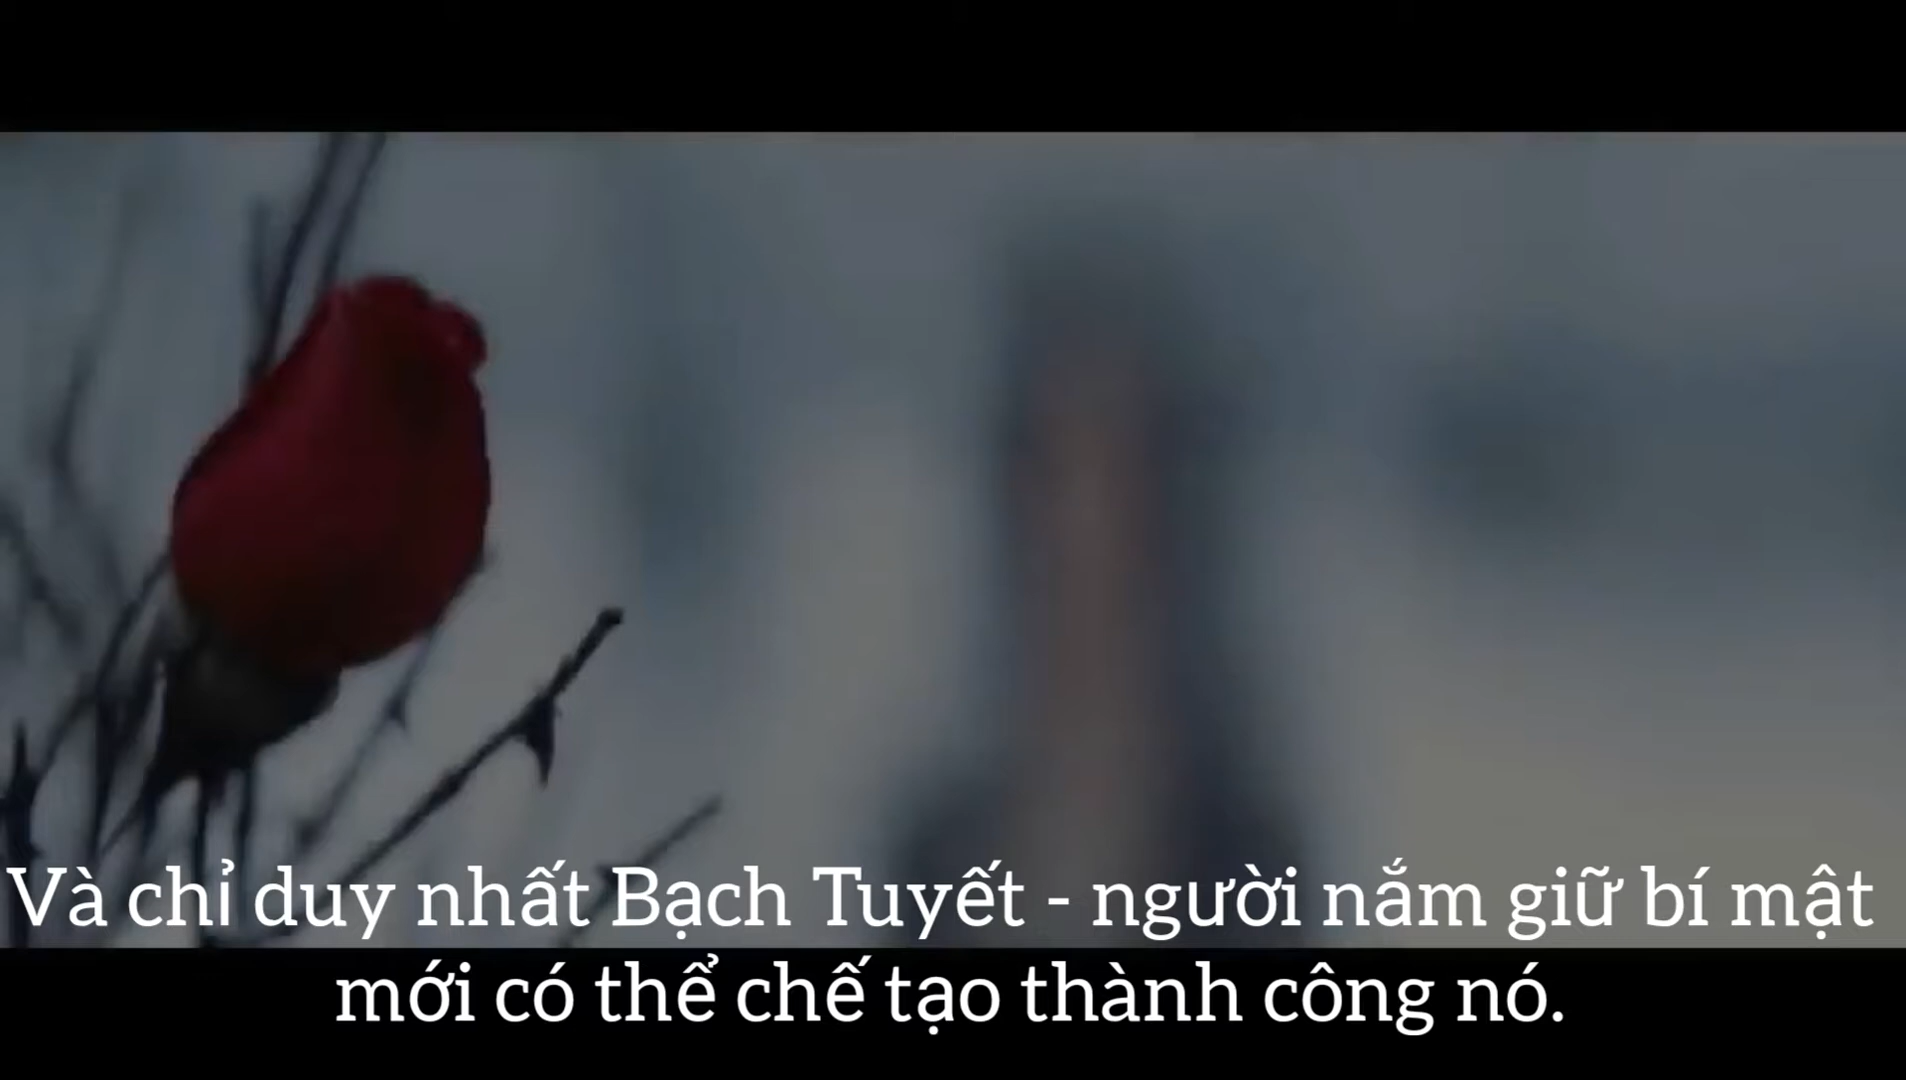 Và chỉ duy nhất Bạch Tuyết - người nắm giữ bí mật
mới có thể chế tạo thành công nó.